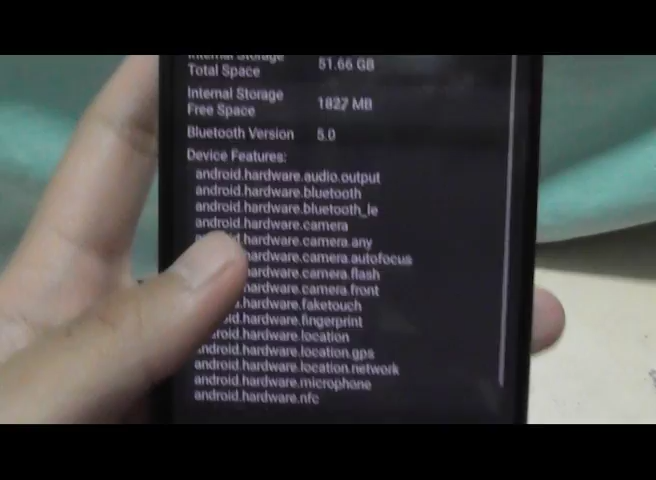 Internal Storage
Total Space 51.66 GB
Internal Storage
Free Space 1827 MB
Bluetooth Version 5.0
Device Features:
android.hardware.audio.output
android.hardware.bluetooth
android.hardware.bluetooth_le
android.hardware.camera
hardware.camera.any
hardware.camera.autofocus
hardware.camera.flash
hardware.camera.front
hardware.faketouch
hardware.fingerprint
hardware.location
android.hardware.location.gps
android.hardware.location.network
android.hardware.microphone
android.hardware.nfc